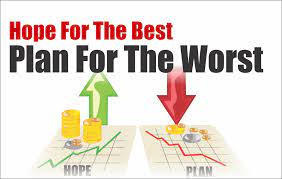 Hope For The Best
Plan For The Worst
HOPE
PLAN